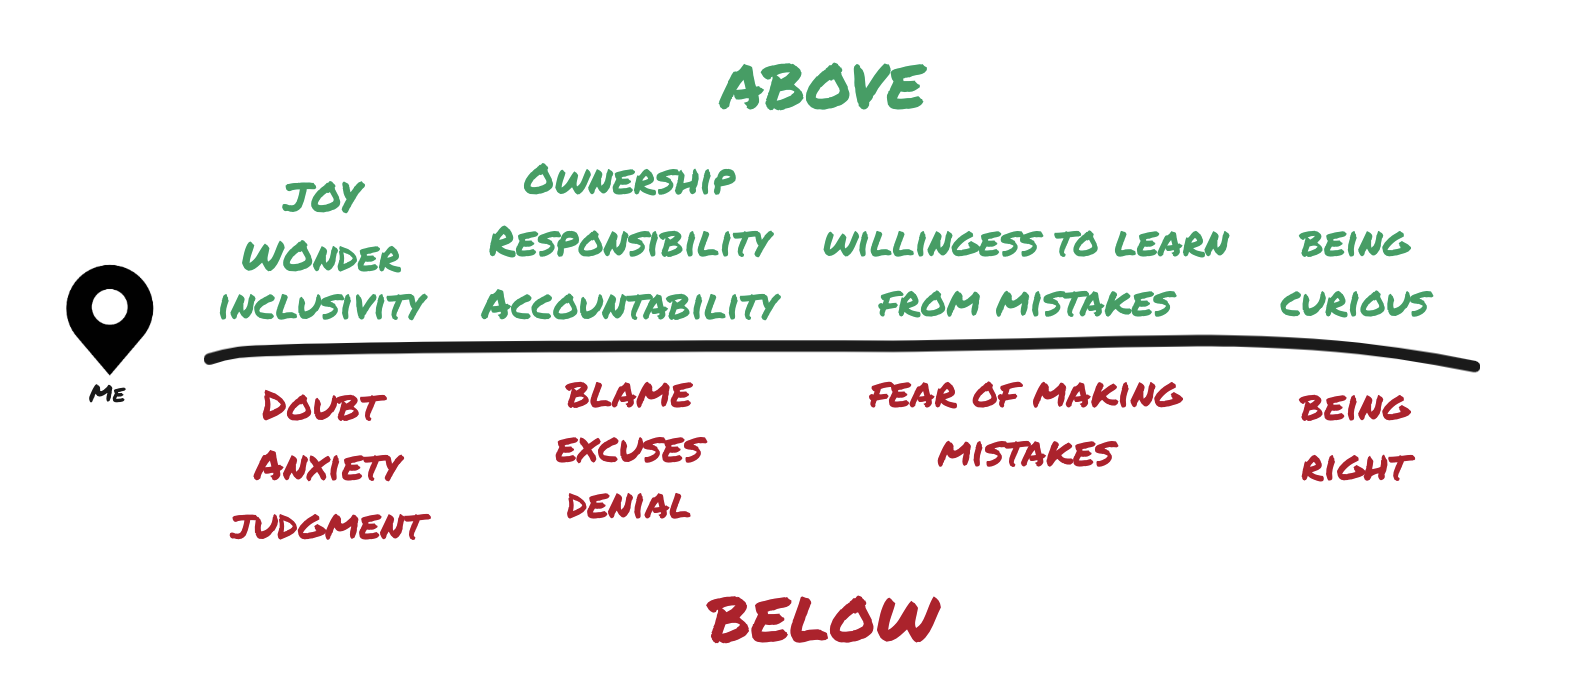 ABOVE
JOY
WONDER
INCLUSIVITY
OWNERSHIP
RESPONSIBILITY
ACCOUNTABILITY
WILLINGESS TO LEARN
FROM MISTAKES
BEING
CURIOUS
ME
DOUBT
ANXIETY
JUDGMENT
BLAME
EXCUSES
DENIAL
FEAR OF MAKING
MISTAKES
BEING
RIGHT
BELOW